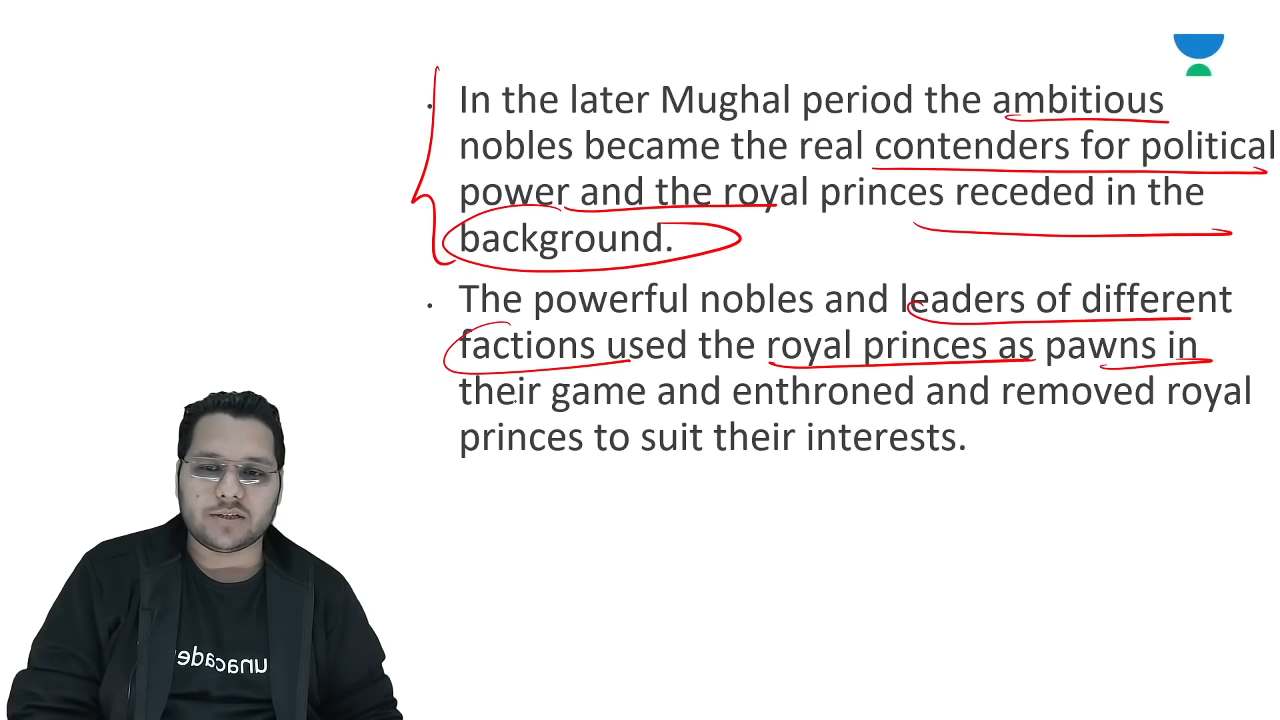 In the later Mughal period the ambitious
nobles became the real contenders for political
power and the royal princes receded in the
background.
The powerful nobles and leaders of different
factions used the royal princes as pawns in
their game and enthroned and removed royal
princes to suit their interests.
unacade